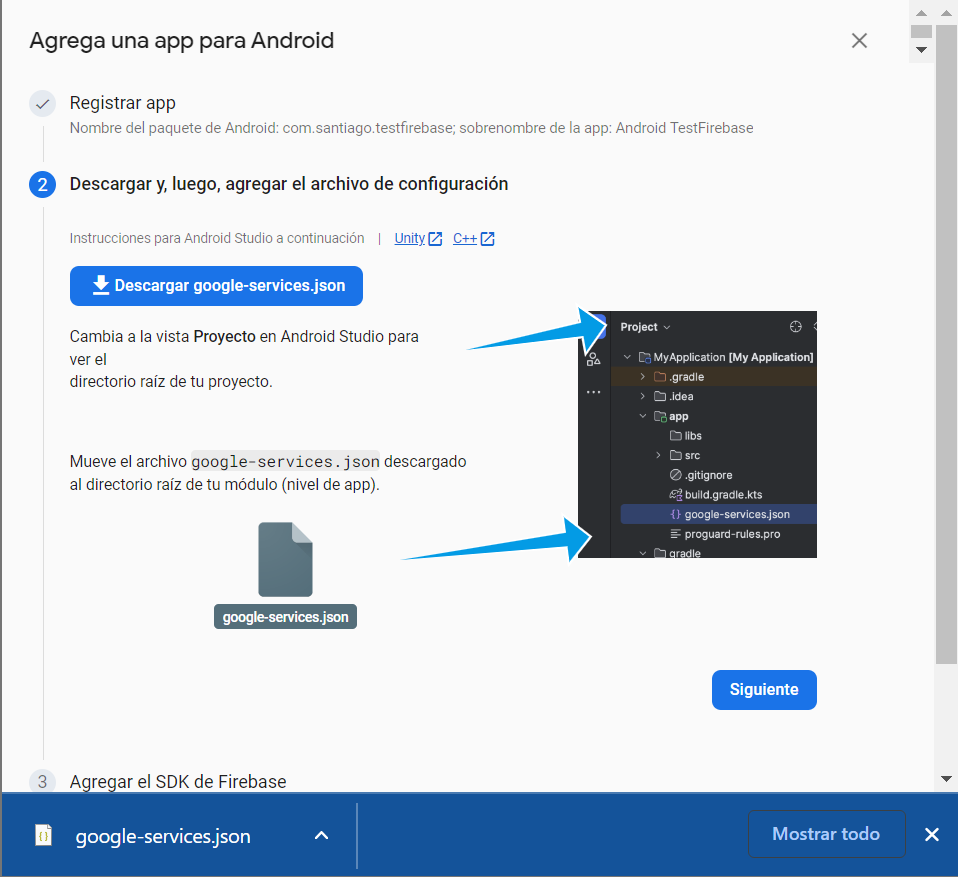 Agrega una app para Android
Registrar app
Nombre del paquete de Android: com.santiago.testfirebase; sobrenombre de la app: Android TestFirebase
2
Descargar y, luego, agregar el archivo de configuración
Instrucciones para Android Studio a continuación | Unity C++
Descargar google-services.json
Cambia a la vista Proyecto en Android Studio para
ver el
directorio raíz de tu proyecto.
Mueve el archivo google-services.json descargado
al directorio raíz de tu módulo (nivel de app).
google-services.json
Project
MyApplication [My Application]
.gradle
.idea
app
libs
src
.gitignore
build.gradle.kts
google-services.json
proguard-rules.pro
gradle
Siguiente
3
Agregar el SDK de Firebase
google-services.json
Mostrar todo